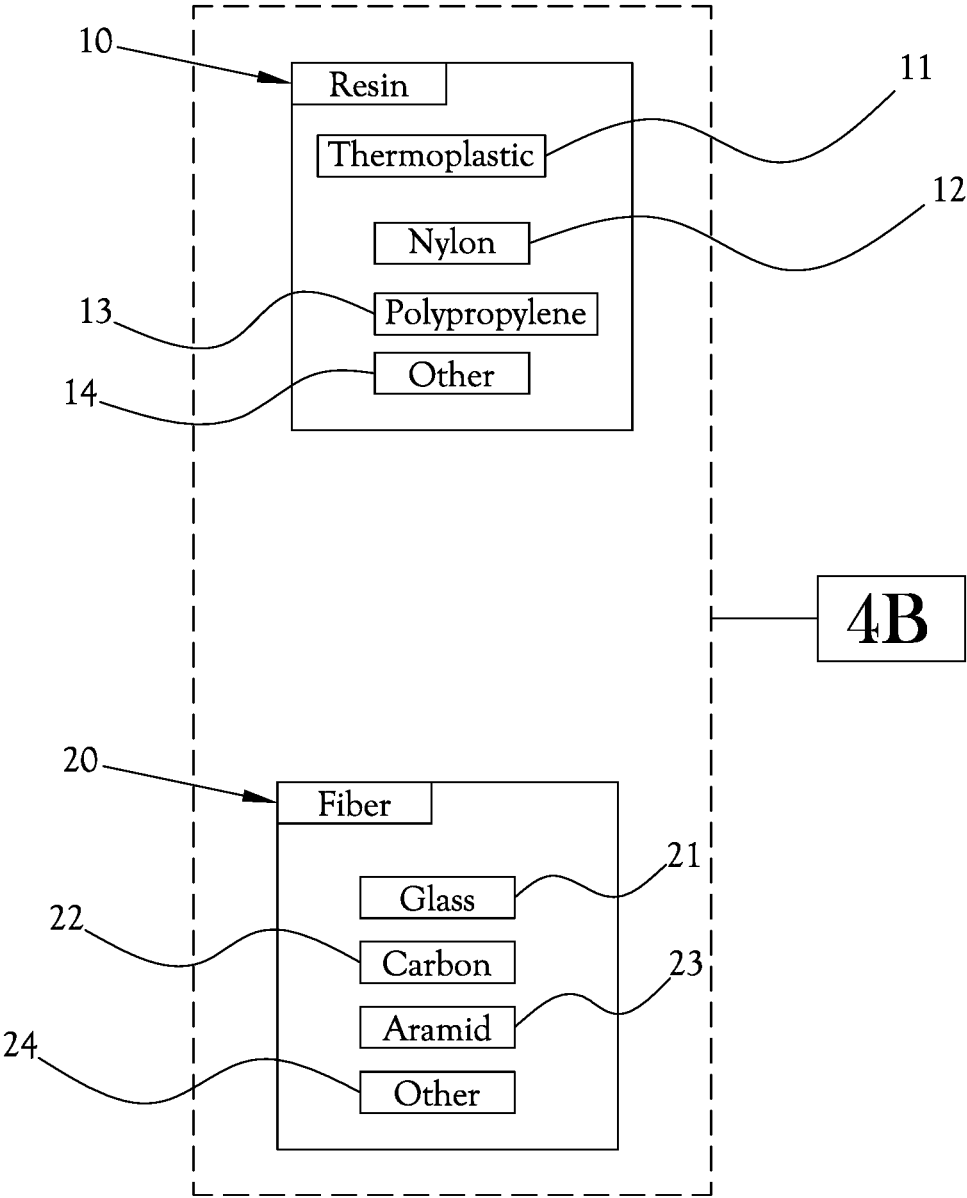 10
Resin
11
Thermoplastic
12
Nylon
13
Polypropylene
14
Other
4B
20
Fiber
21
Glass
22
Carbon
23
Aramid
24
Other